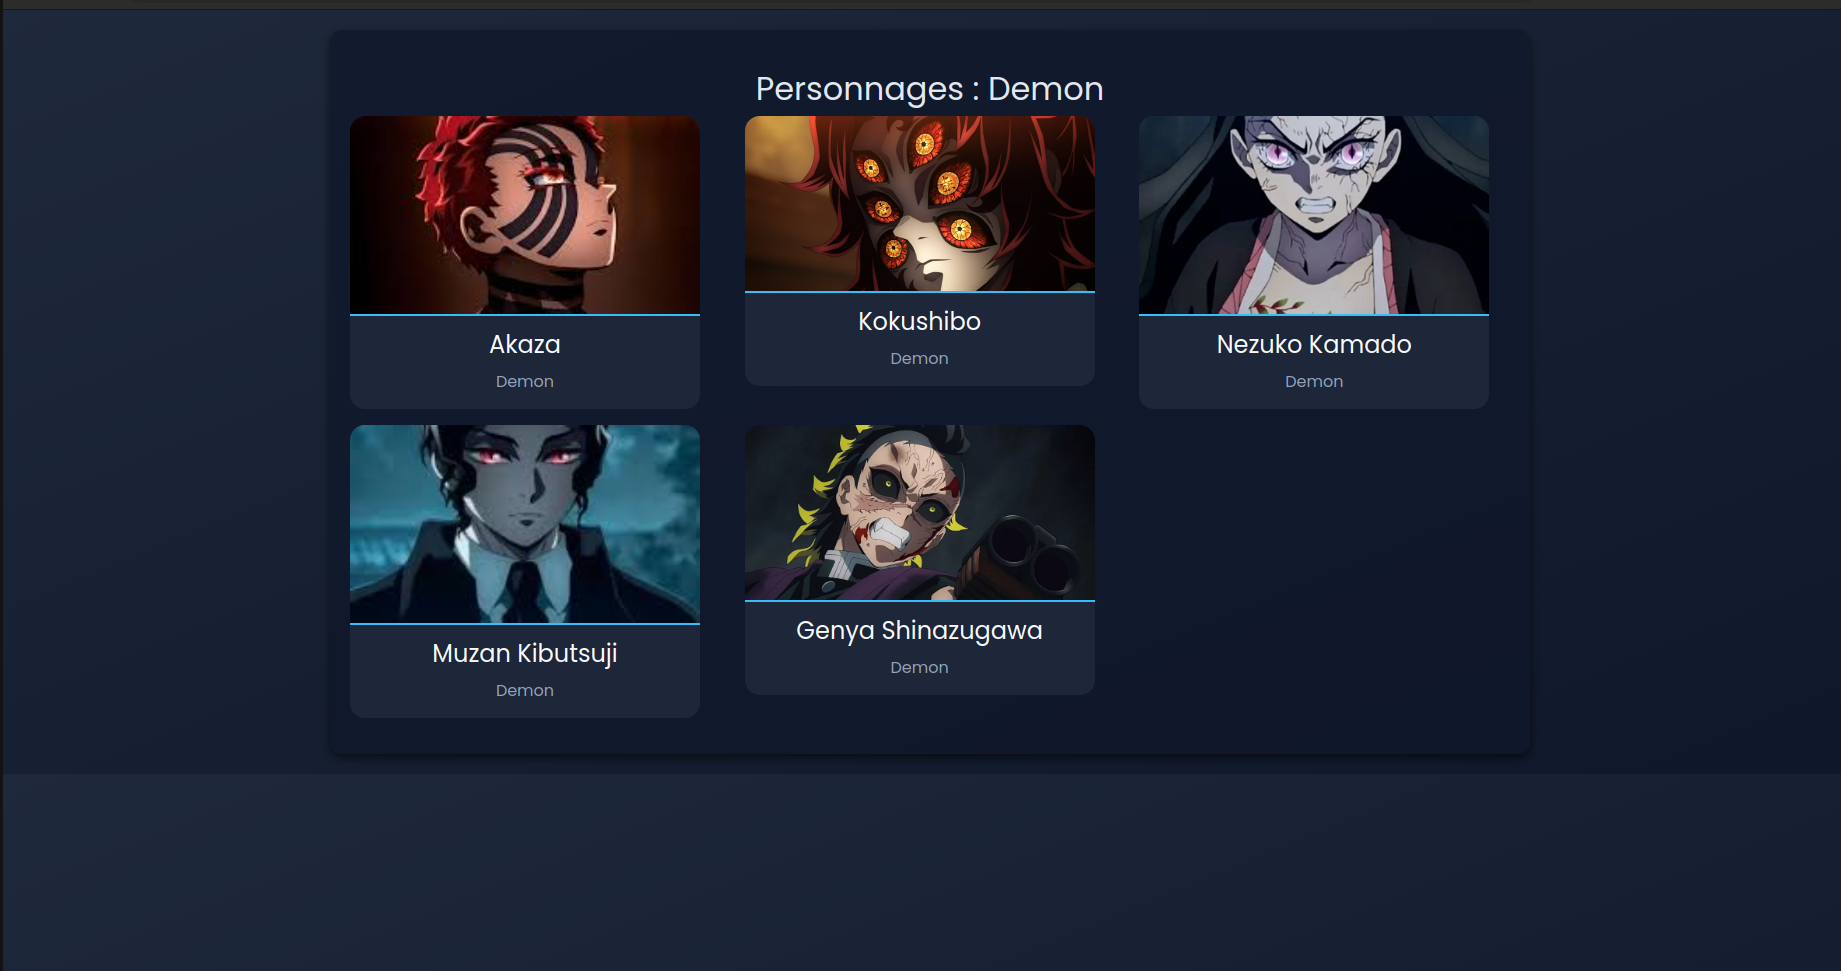 Personnages : Demon
Akaza
Demon
Kokushibo
Demon
Nezuko Kamado
Demon
Muzan Kibutsuji
Demon
Genya Shinazugawa
Demon